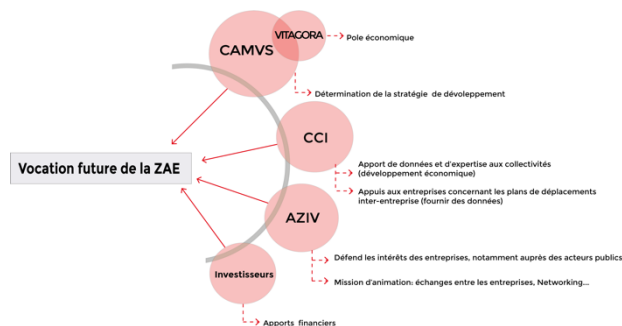 VITAGORA
Pole économique
CAMVS
Détermination de la stratégie de dévoleppement
CCI
Vocation future de la ZAE
Apport de données et d'expertise aux collectivités
(développement économique)
Appuis aux entreprises concernant les plans de déplacements
inter-entreprise (fournir des données)
AZIV
Défend les intérêts des entreprises, notamment auprès des acteurs publics
Mission d'animation: échanges entre les entreprises, Networking...
Investisseurs
Apports financiers